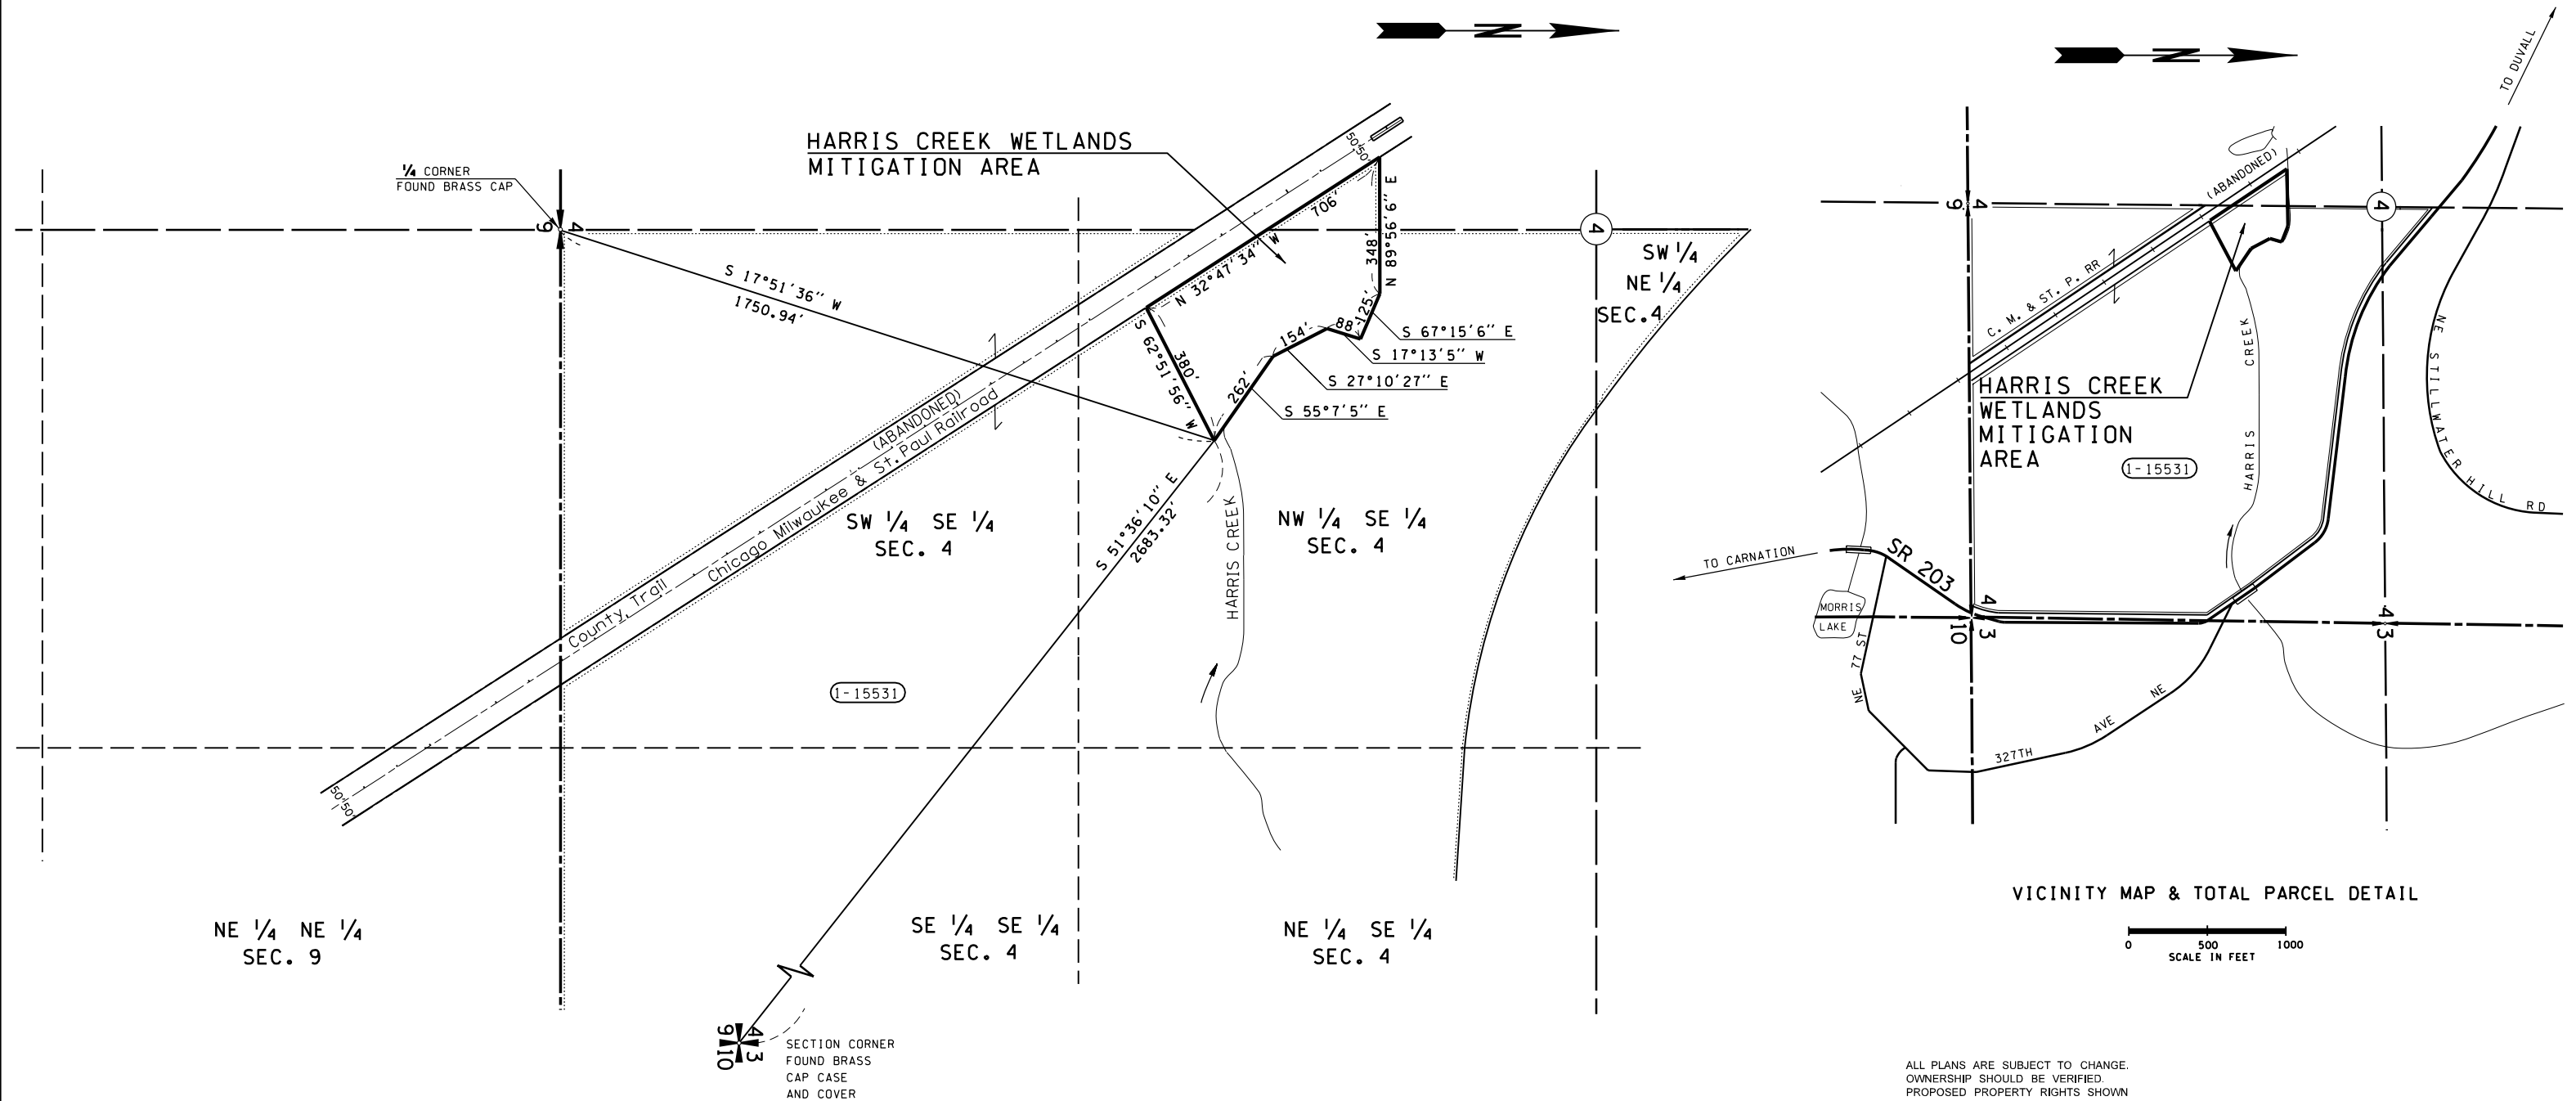 N
N
1/4 CORNER
FOUND BRASS CAP
HARRIS CREEK WETLANDS
MITIGATION AREA
50' 50'
9 4
S 17°51'36" W
1750.94'
N 32°47'34" W
706'
N 89°56'6" E
348'
125'
88'
154'
262'
380'
S 62°51'56" W
S 67°15'6" E
S 17°13'5" W
S 27°10'27" E
S 55°7'5" E
4
SW 1/4
NE 1/4
SEC.4
(ABANDONED)
County Trail
Chicago Milwaukee & St. Paul Railroad
SW 1/4 SE 1/4
SEC. 4
NW 1/4 SE 1/4
SEC. 4
S 51°36'10" E
2683.32'
HARRIS CREEK
1-15531
50' 50'
NE 1/4 NE 1/4
SEC. 9
SE 1/4 SE 1/4
SEC. 4
NE 1/4 SE 1/4
SEC. 4
9 4
10 3
SECTION CORNER
FOUND BRASS
CAP CASE
AND COVER
TO DUVALL
(ABANDONED)
9 4
4
C. M. & ST. P. RR
HARRIS CREEK
WETLANDS
MITIGATION
AREA
1-15531
HARRIS CREEK
NE STILLWATER HILL RD
TO CARNATION
SR 203
MORRIS
LAKE
4
10 3
4
3
NE 77 ST
327TH AVE NE
VICINITY MAP & TOTAL PARCEL DETAIL
0 500 1000
SCALE IN FEET
ALL PLANS ARE SUBJECT TO CHANGE.
OWNERSHIP SHOULD BE VERIFIED.
PROPOSED PROPERTY RIGHTS SHOWN